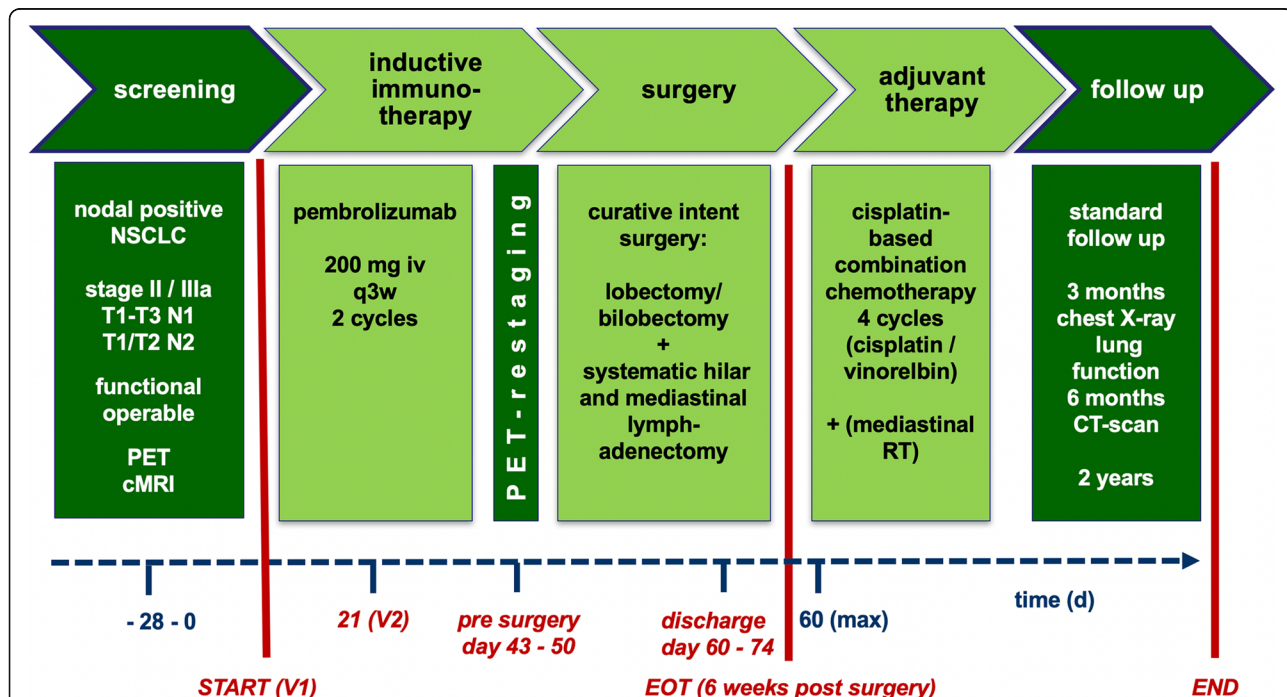 screening
inductive
immuno-
therapy
surgery
adjuvant
therapy
follow up
nodal positive
NSCLC
stage II / IIIa
T1-T3 N1
T1/T2 N2
functional
operable
PET
cMRI
pembrolizumab
200 mg iv
q3w
2 cycles
PET-restaging
curative intent
surgery:
lobectomy/
bilobectomy
+
systematic hilar
and mediastinal
lymph-
adenectomy
cisplatin-
based
combination
chemotherapy
4 cycles
(cisplatin /
vinorelbin)
+ (mediastinal
RT)
standard
follow up
3 months
chest X-ray
lung
function
6 months
CT-scan
2 years
- 28 - 0
21 (V2)
pre surgery
day 43 - 50
discharge
day 60 - 74
60 (max)
time (d)
START (V1)
EOT (6 weeks post surgery)
END